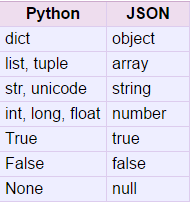 Python JSON
dict object
list, tuple array
str, unicode string
int, long, float number
True true
False false
None null